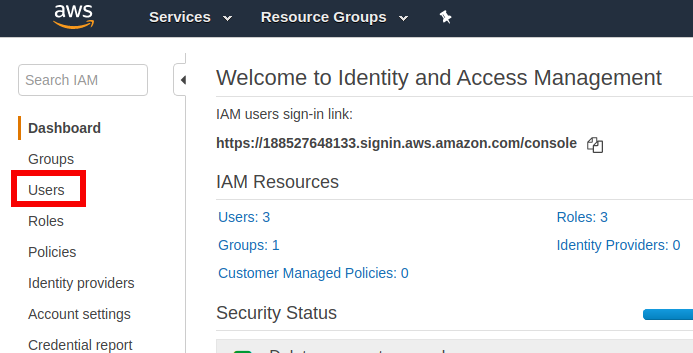 aws
Services
Resource Groups
Search IAM
Dashboard
Groups
Users
Roles
Policies
Identity providers
Account settings
Credential report
Welcome to Identity and Access Management
IAM users sign-in link:
https://188527648133.signin.aws.amazon.com/console
IAM Resources
Users: 3
Roles: 3
Groups: 1
Identity Providers: 0
Customer Managed Policies: 0
Security Status